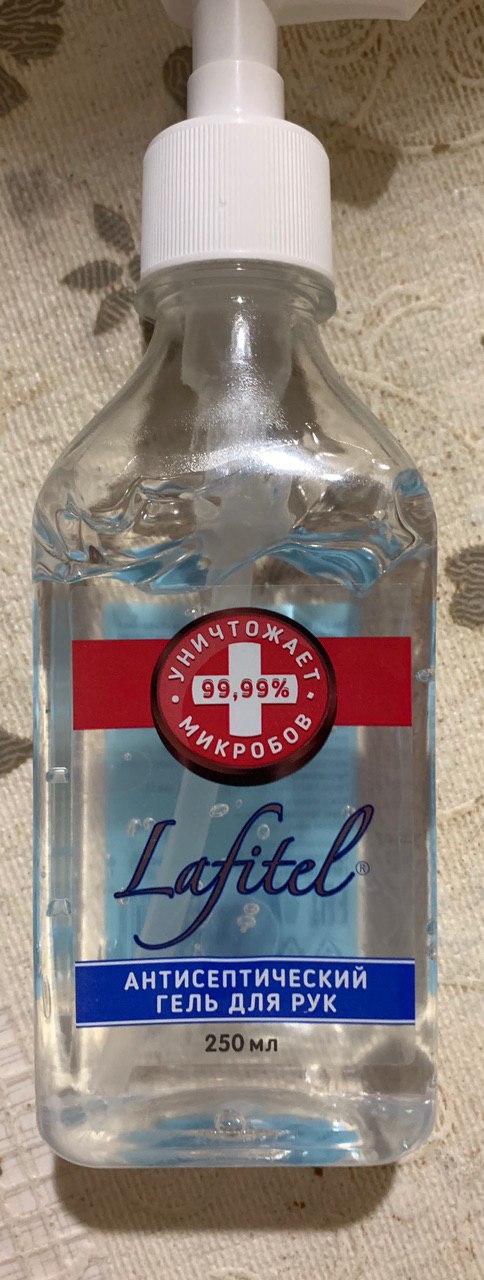 УНИЧТОЖАЕТ
99,99%
МИКРОБОВ
Lafitel®
АНТИСЕПТИЧЕСКИЙ
ГЕЛЬ ДЛЯ РУК
250 мл